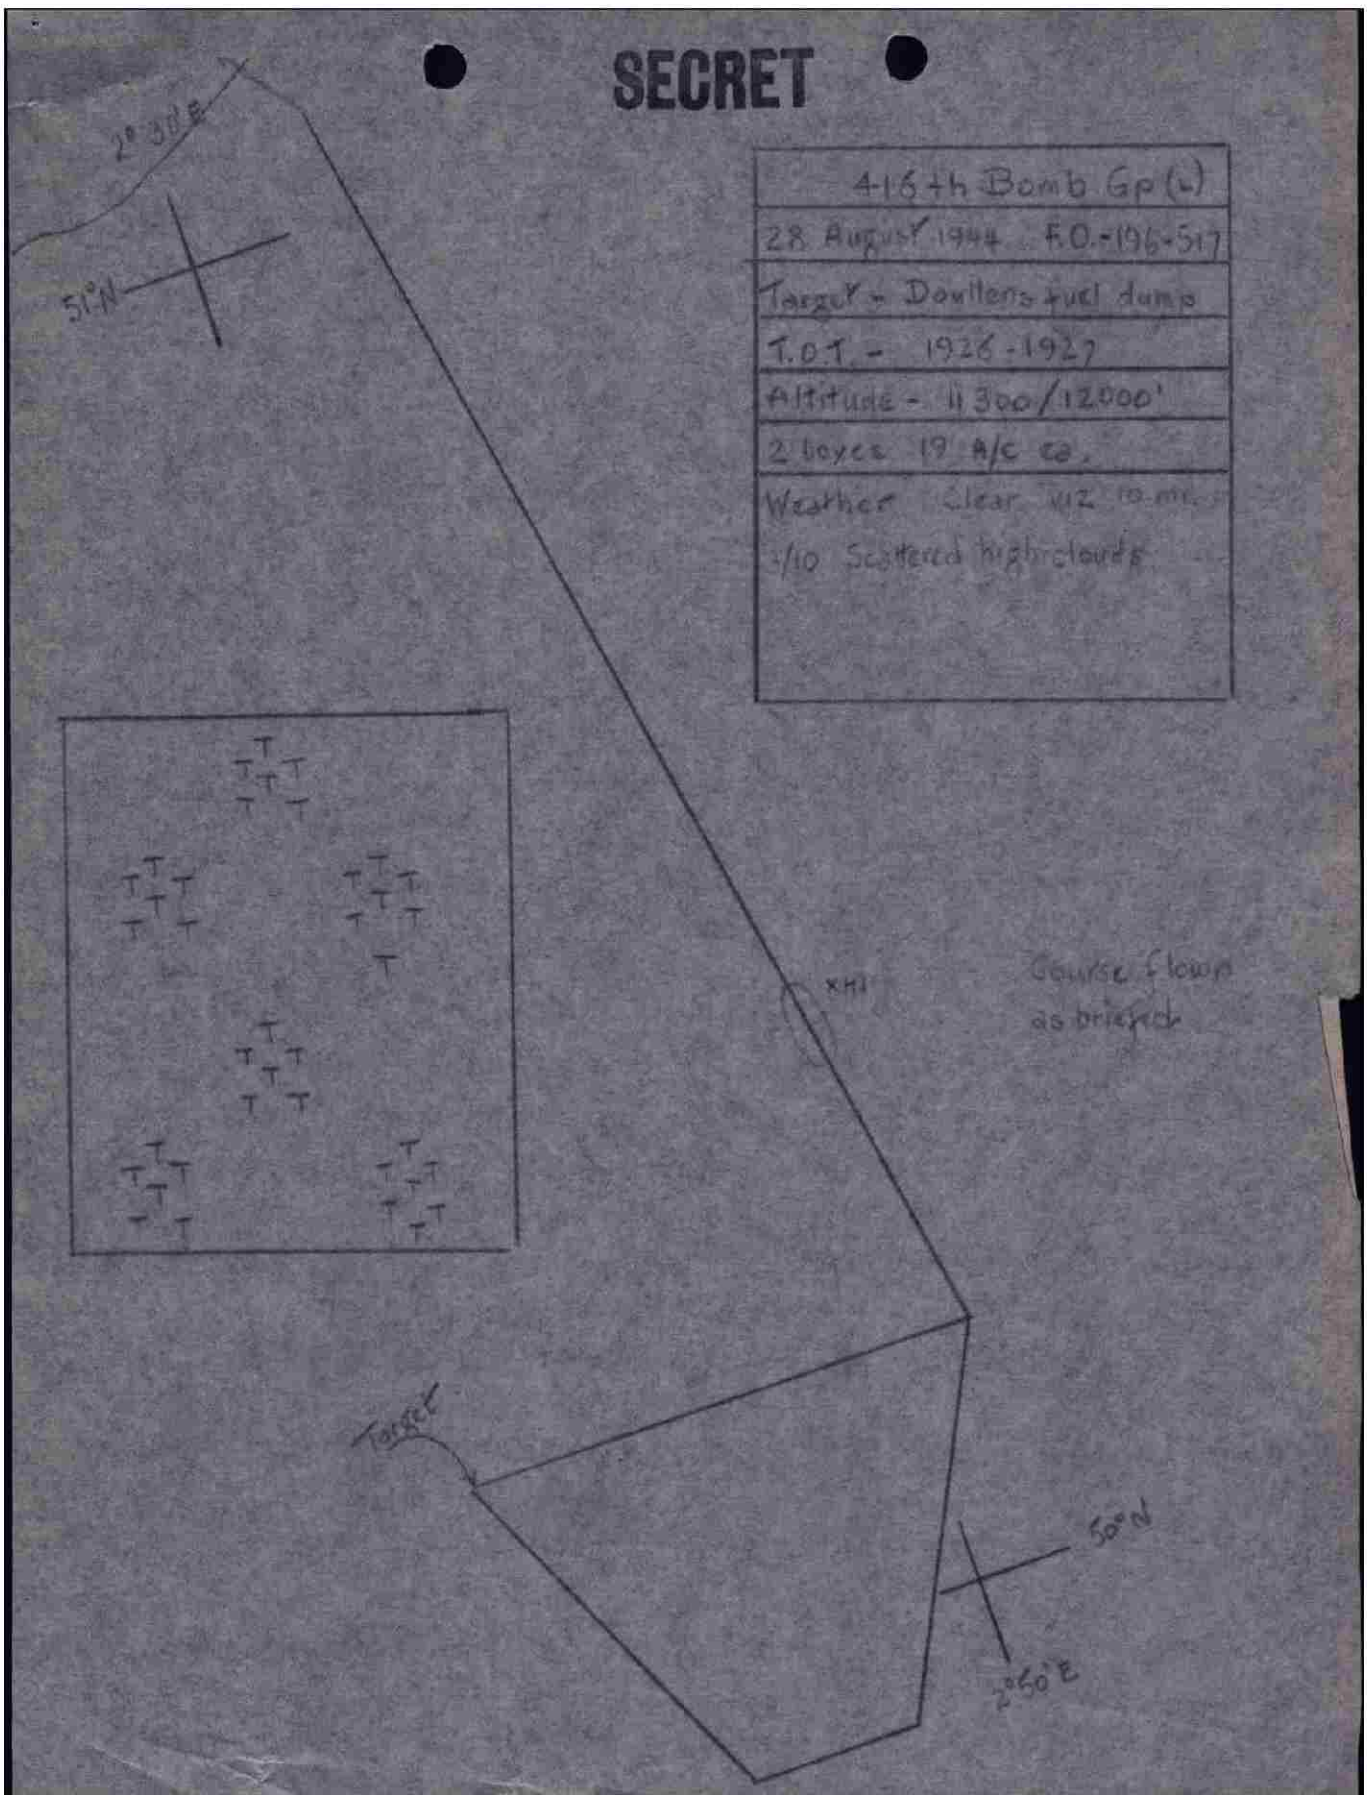 SECRET
2° 30' E
51°N
416th Bomb Gp (L)
28 August 1944 F.O.-196-517
Target - Doullens fuel dump
T.O.T. - 1926-1927
Altitude - 11300/12000'
2 boxes 19 A/c ea.
Weather Clear viz 10 mi.
/10 Scattered high clouds
T
T T
T
T T
T T
T T T T
T T
T T T T
T
T
T T
T
T T
T T
T T T T
T T
T T T T
T
Course flown
as briefed
Target
50°N
2°50'E